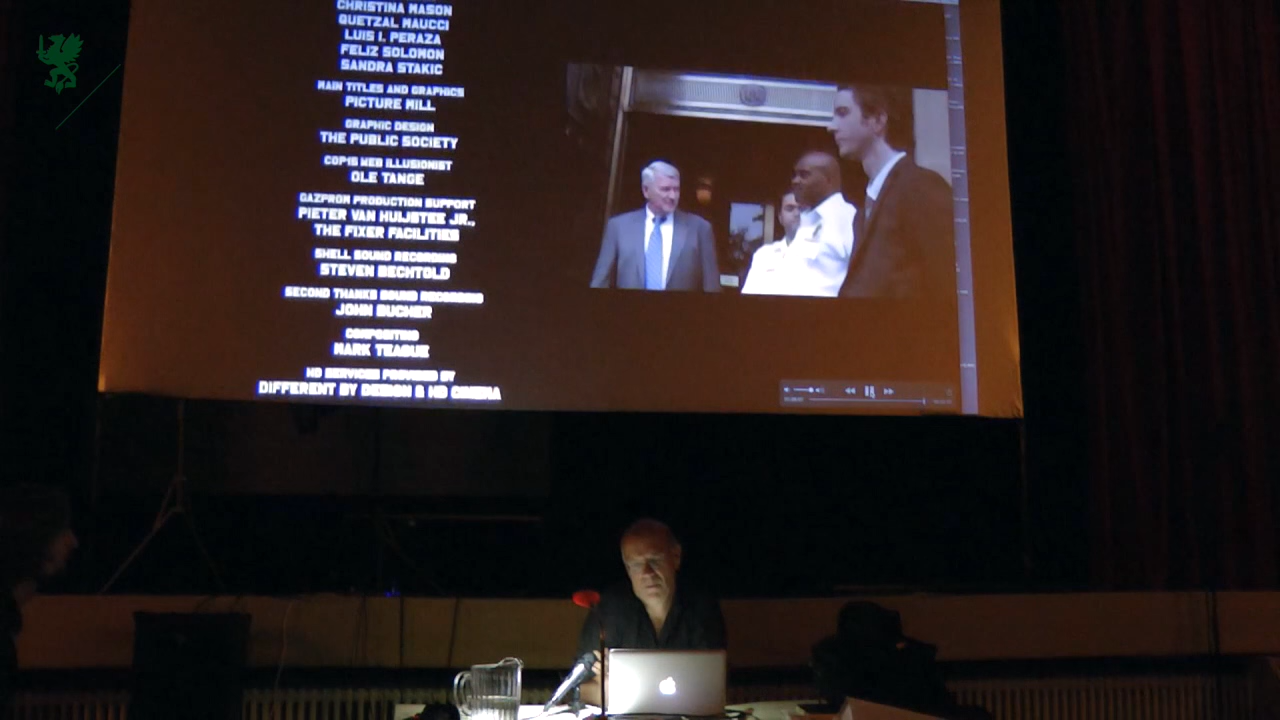 CHRISTINA MASON
QUETZAL MAUCCI
LUIS I. PERAZA
FELIZ SOLOMON
SANDRA STAKIC
MAIN TITLES AND GRAPHICS
PICTURE MILL
GRAPHIC DESIGN
THE PUBLIC SOCIETY
COP15 WEB ILLUSIONIST
OLE TANGE
GAZPROM PRODUCTION SUPPORT
PIETER VAN HUIJSTEE JR.,
THE FIXER FACILITIES
SHELL SOUND RECORDING
STEVEN BECHTOLD
SECOND THANKS SOUND RECORDING
JOHN BUCHER
COMPOSITING
MARK TEAGUE
HD SERVICES PROVIDED BY
DIFFERENT BY DESIGN & HD CINEMA